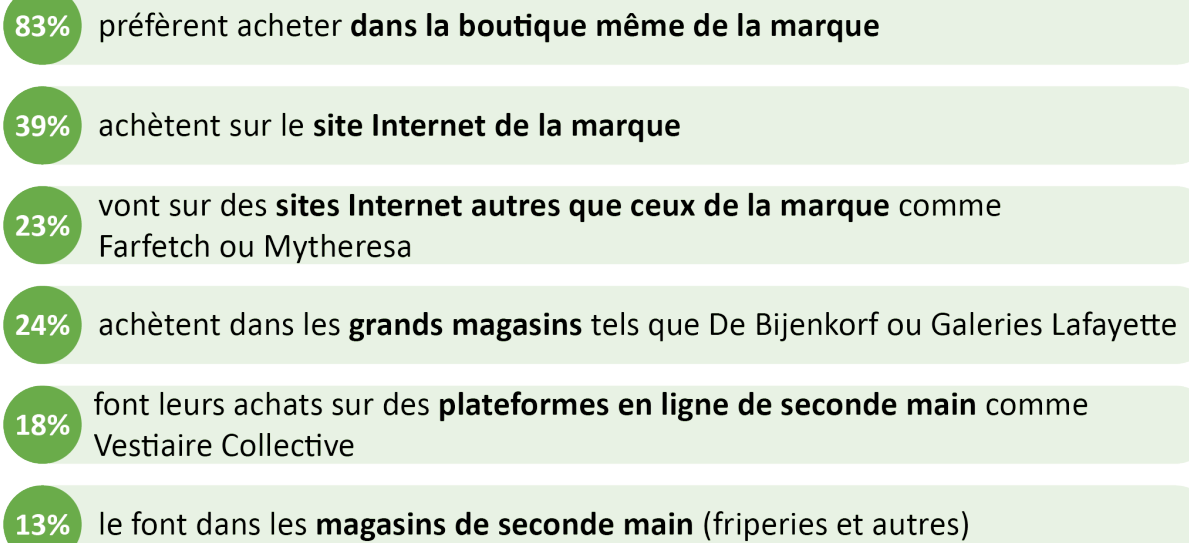 83% préfèrent acheter dans la boutique même de la marque
39% achètent sur le site Internet de la marque
23% vont sur des sites Internet autres que ceux de la marque comme
Farfetch ou Mytheresa
24% achètent dans les grands magasins tels que De Bijenkorf ou Galeries Lafayette
18% font leurs achats sur des plateformes en ligne de seconde main comme
Vestiaire Collective
13% le font dans les magasins de seconde main (friperies et autres)